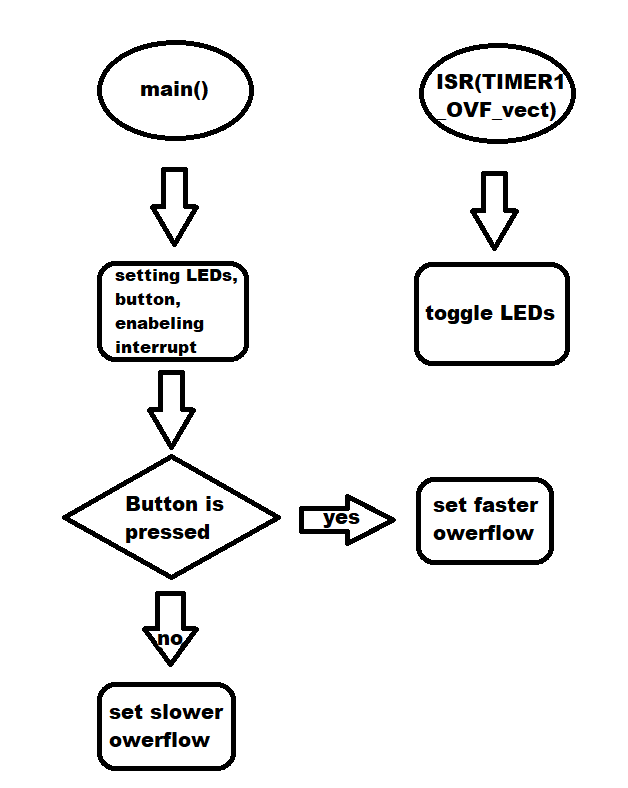 main()
setting LEDs,
button,
enabeling
interrupt
Button is
pressed
yes
set faster
owerflow
no
set slower
owerflow
ISR(TIMER1
_OVF_vect)
toggle LEDs